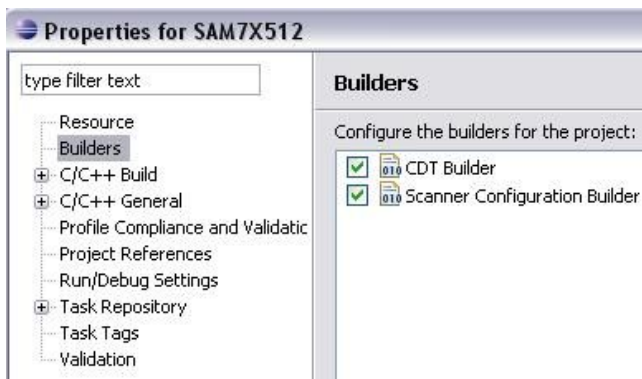 Properties for SAM7X512
type filter text
Resource
Builders
C/C++ Build
C/C++ General
Profile Compliance and Validatic
Project References
Run/Debug Settings
Task Repository
Task Tags
Validation
Builders
Configure the builders for the project:
CDT Builder
Scanner Configuration Builder